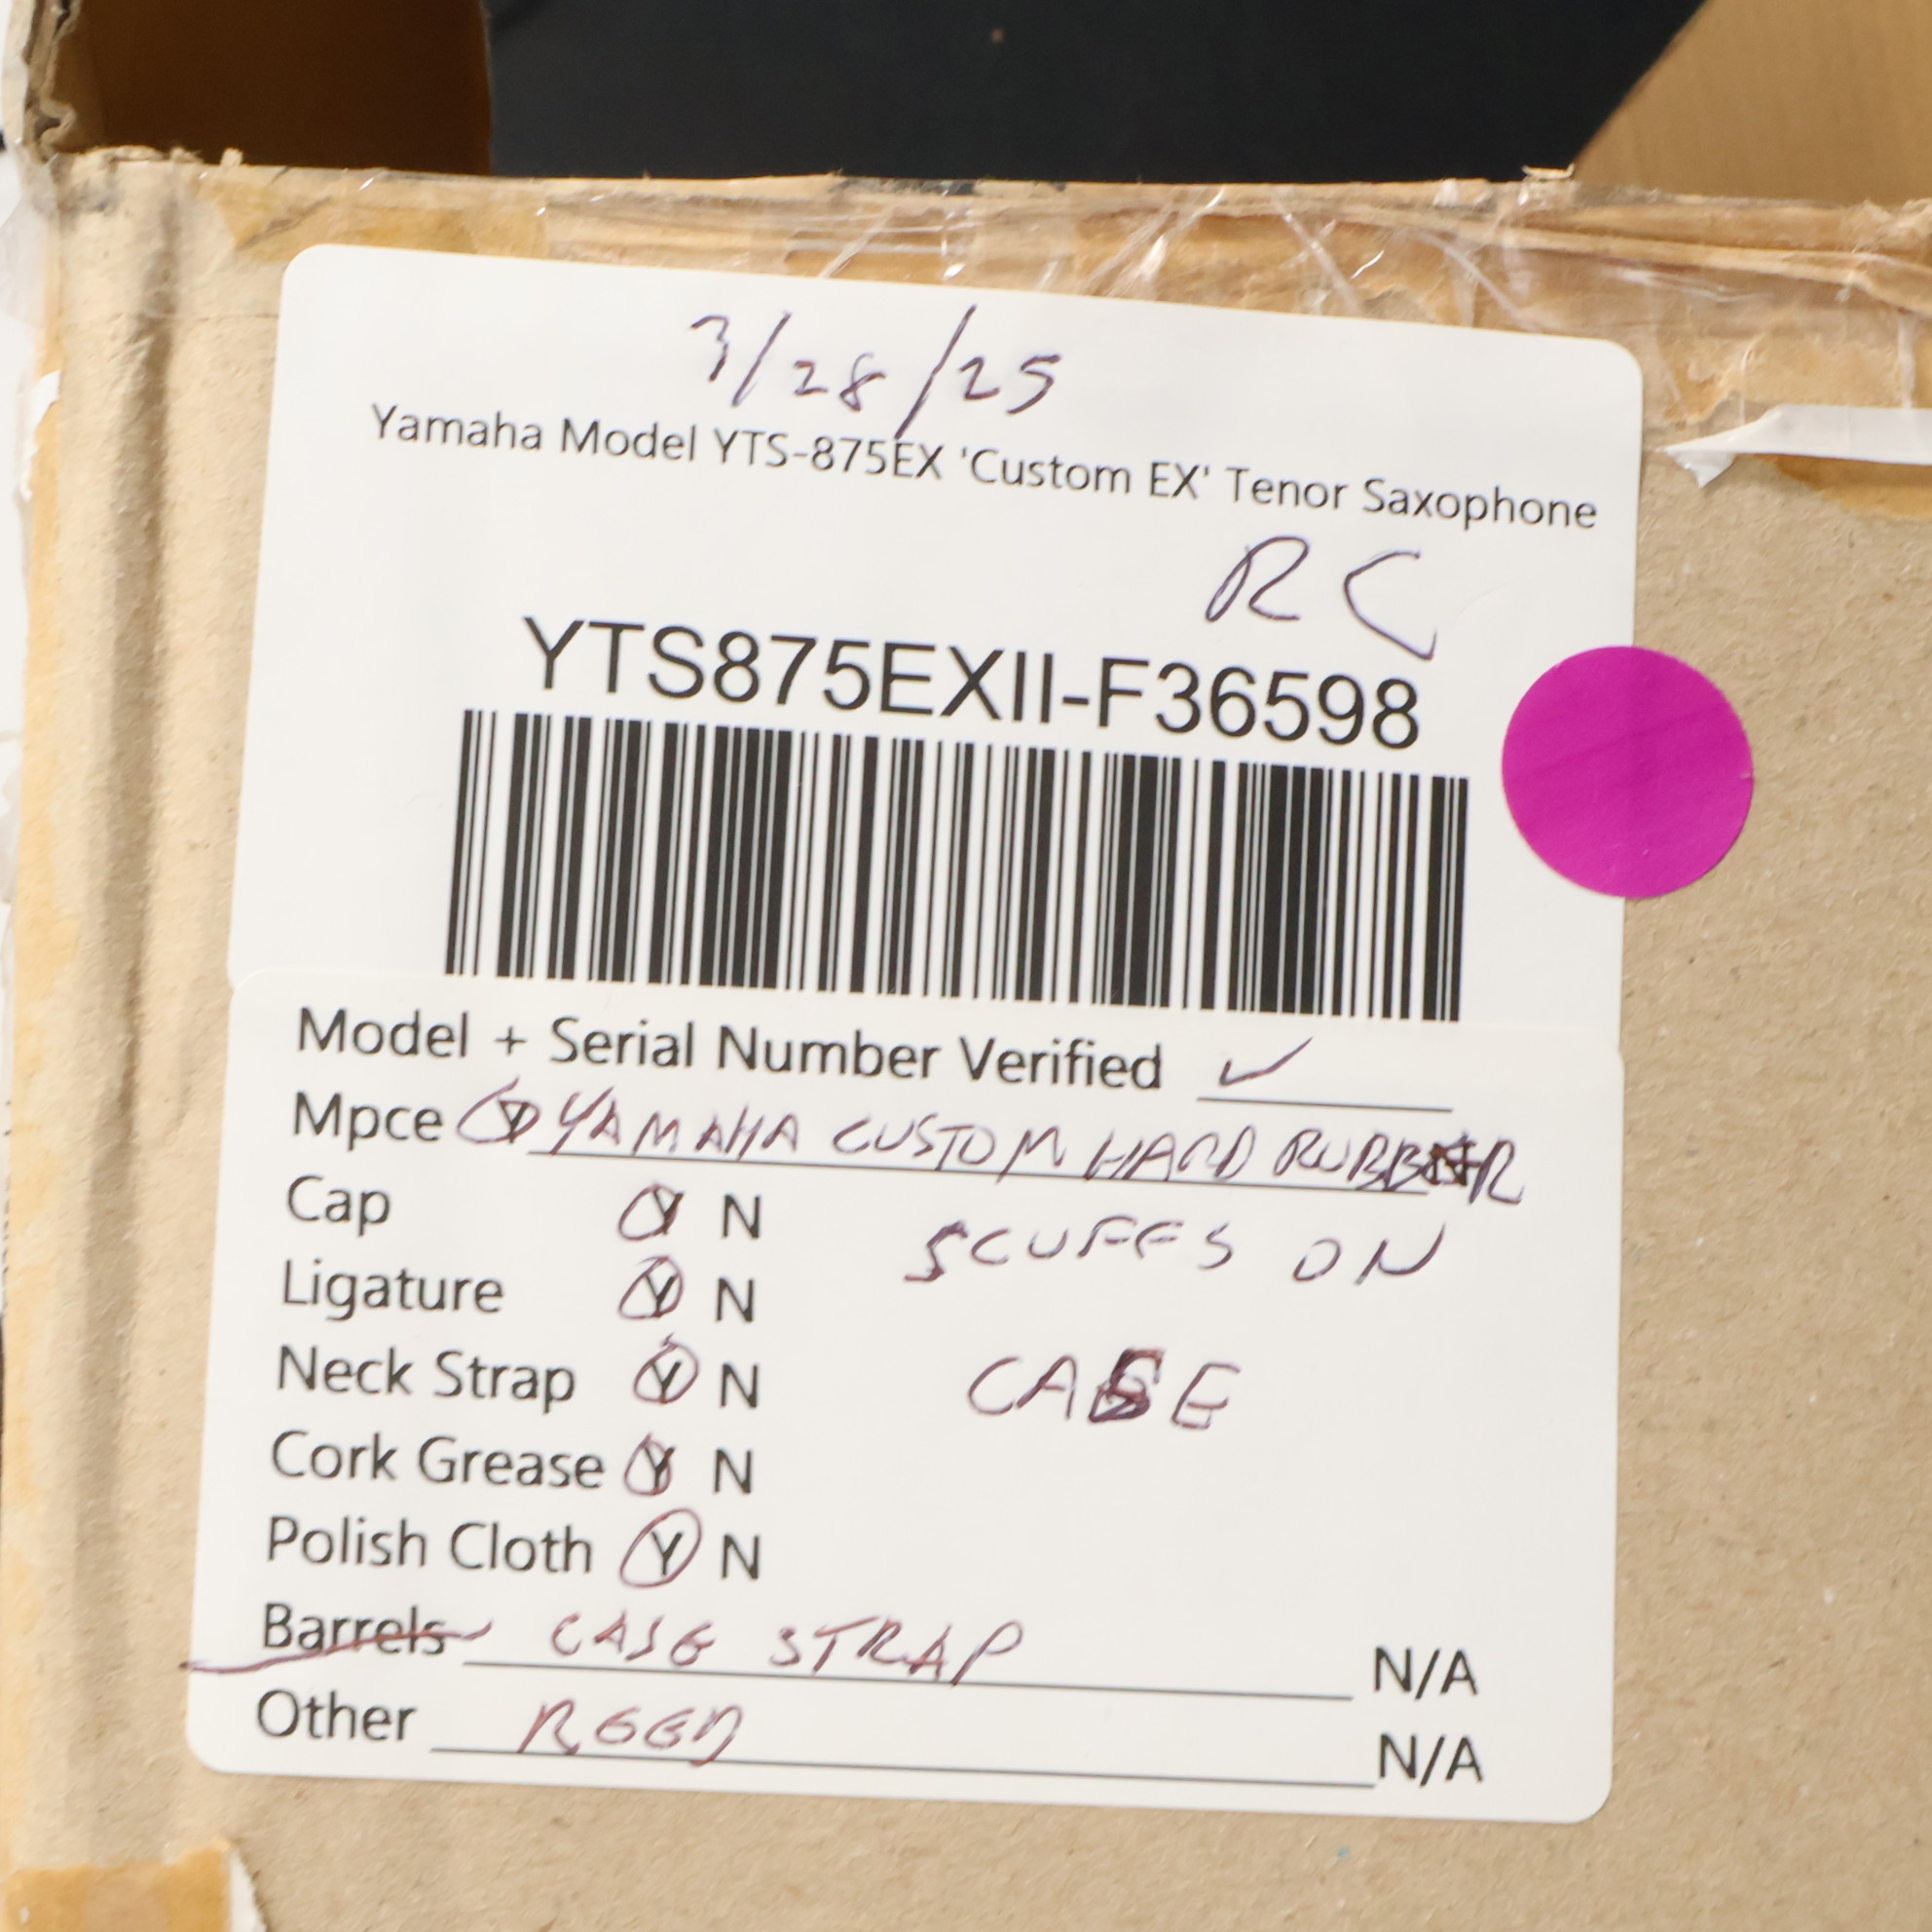 3/28/25
Yamaha Model YTS-875EX 'Custom EX' Tenor Saxophone
RC
YTS875EXII-F36598
Model + Serial Number Verified ✓
Mpce Y YAMAHA CUSTOM HARD RUBBER
Cap Y N
SCUFFS ON
Ligature Y N
Neck Strap Y N
CASE
Cork Grease Y N
Polish Cloth Y N
Barrels CASE STRAP N/A
Other REED N/A